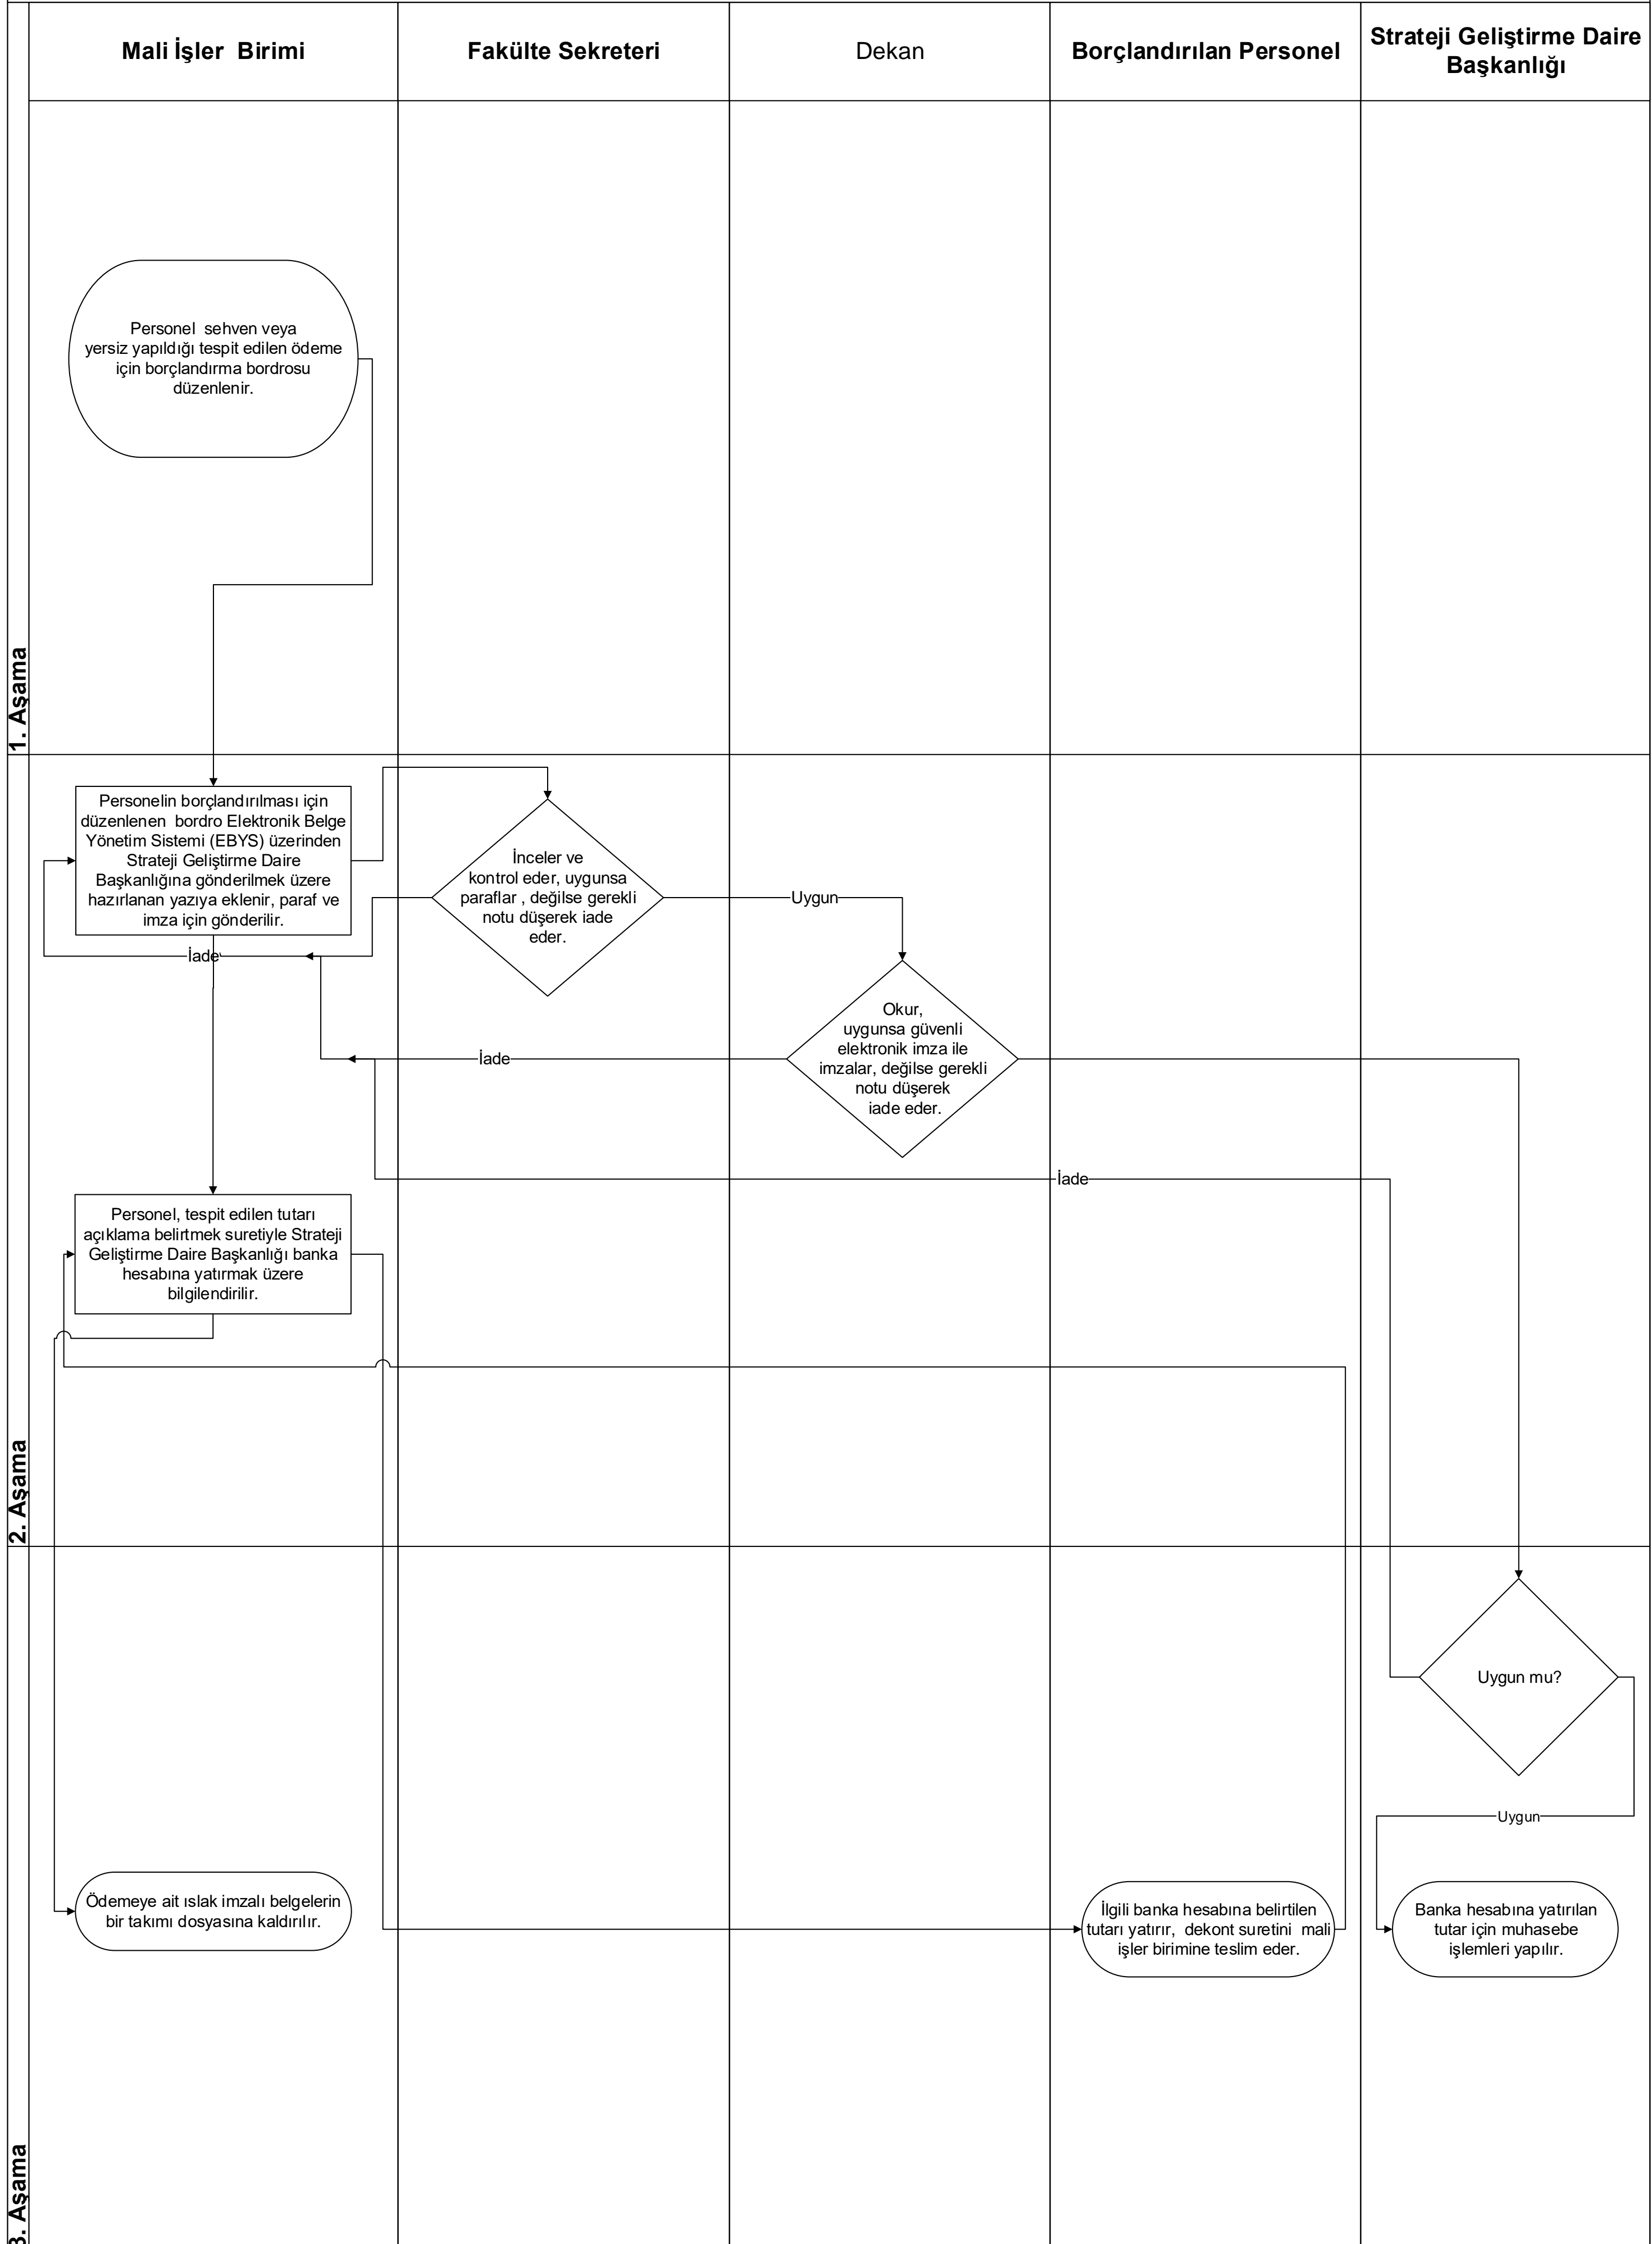 Mali İşler  Birimi
Fakülte Sekreteri
Dekan
Borçlandırılan Personel
Strateji Geliştirme Daire
Başkanlığı
1. Aşama
Personel  sehven veya
yersiz yapıldığı tespit edilen ödeme
için borçlandırma bordrosu
düzenlenir.
2. Aşama
Personelin borçlandırılması için
düzenlenen  bordro Elektronik Belge
Yönetim Sistemi (EBYS) üzerinden
Strateji Geliştirme Daire
Başkanlığına gönderilmek üzere
hazırlanan yazıya eklenir, paraf ve
imza için gönderilir.
İnceler ve
kontrol eder, uygunsa
paraflar , değilse gerekli
notu düşerek iade
eder.
Uygun
İade
Okur,
uygunsa güvenli
elektronik imza ile
imzalar, değilse gerekli
notu düşerek
iade eder.
İade
İade
Personel, tespit edilen tutarı
açıklama belirtmek suretiyle Strateji
Geliştirme Daire Başkanlığı banka
hesabına yatırmak üzere
bilgilendirilir.
3. Aşama
Uygun mu?
Uygun
Ödemeye ait ıslak imzalı belgelerin
bir takımı dosyasına kaldırılır.
İlgili banka hesabına belirtilen
tutarı yatırır,  dekont suretini  mali
işler birimine teslim eder.
Banka hesabına yatırılan
tutar için muhasebe
işlemleri yapılır.